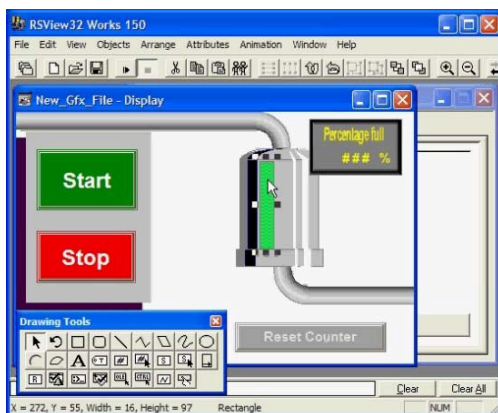 RSView32 Works 150
File Edit View Objects Arrange Attributes Animation Window Help
New_Gfx_File - Display
Percentage full
### %
Start
Stop
Drawing Tools
Reset Counter
Clear Clear All
X = 272, Y = 55, Width = 16, Height = 97 Rectangle NUM